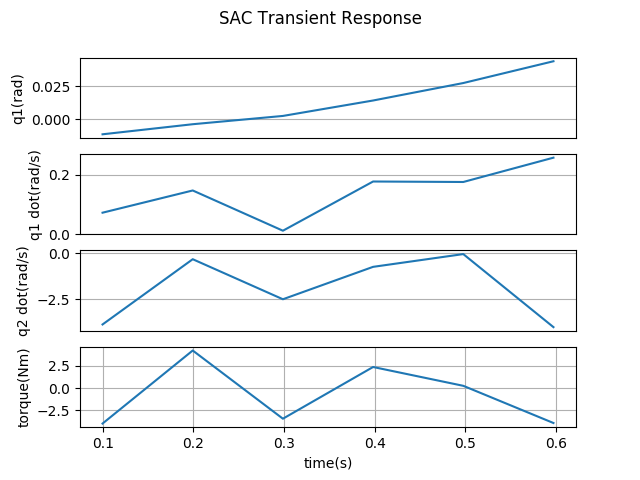 SAC Transient Response
q1(rad)
0.025
0.000
q1 dot(rad/s)
0.2
0.0
q2 dot(rad/s)
0.0
−2.5
torque(Nm)
2.5
0.0
−2.5
0.1 0.2 0.3 0.4 0.5 0.6
time(s)